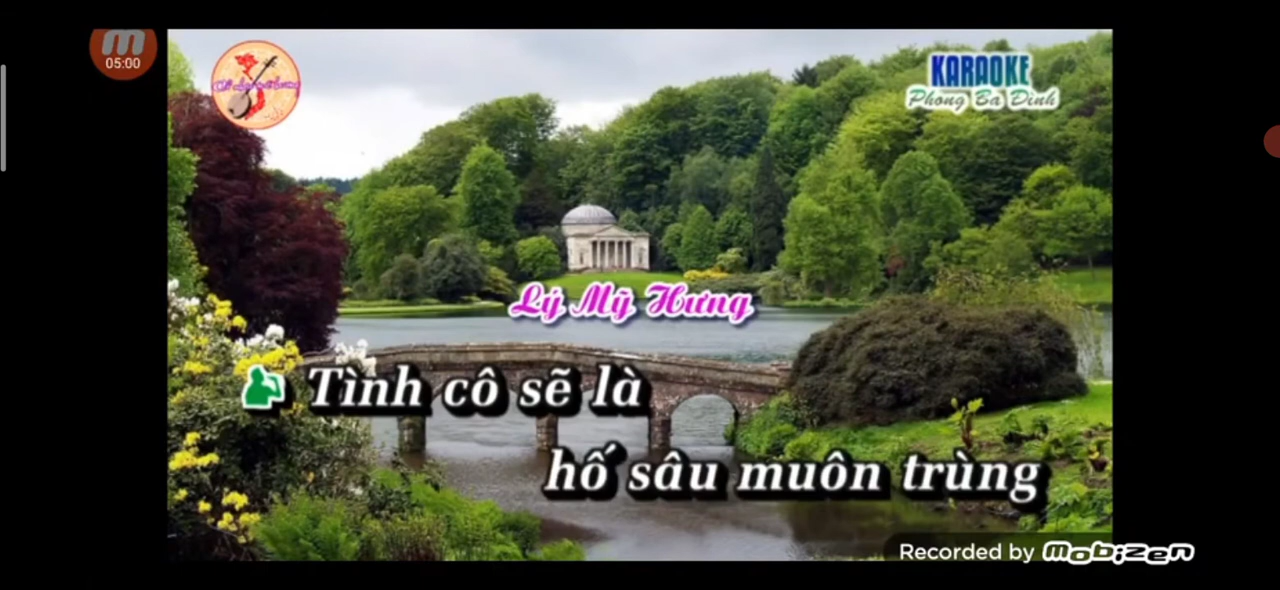 05:00
KARAOKE
Phong Ba Đình
Lý Mỹ Hưng
Tình cô sẽ là
hố sâu muôn trùng
Recorded by MOBIZEN